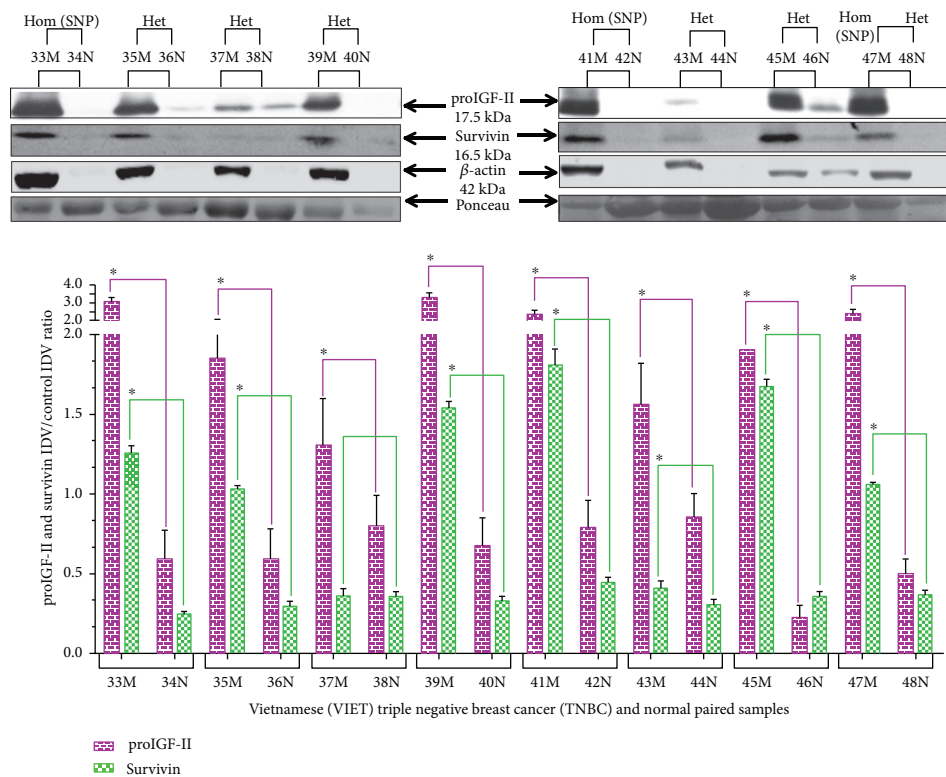 Hom (SNP) Het Het Het
33M 34N 35M 36N 37M 38N 39M 40N
Hom (SNP) Het Het Hom (SNP) Het
41M 42N 43M 44N 45M 46N 47M 48N
proIGF-II
17.5 kDa
Survivin
16.5 kDa
β-actin
42 kDa
Ponceau
proIGF-II and survivin IDV/control IDV ratio
4.0
3.0
2.0
2.0
1.5
1.0
0.5
0.0
* * * * * * * *
* * * * * * *
33M 34N 35M 36N 37M 38N 39M 40N 41M 42N 43M 44N 45M 46N 47M 48N
Vietnamese (VIET) triple negative breast cancer (TNBC) and normal paired samples
proIGF-II
Survivin